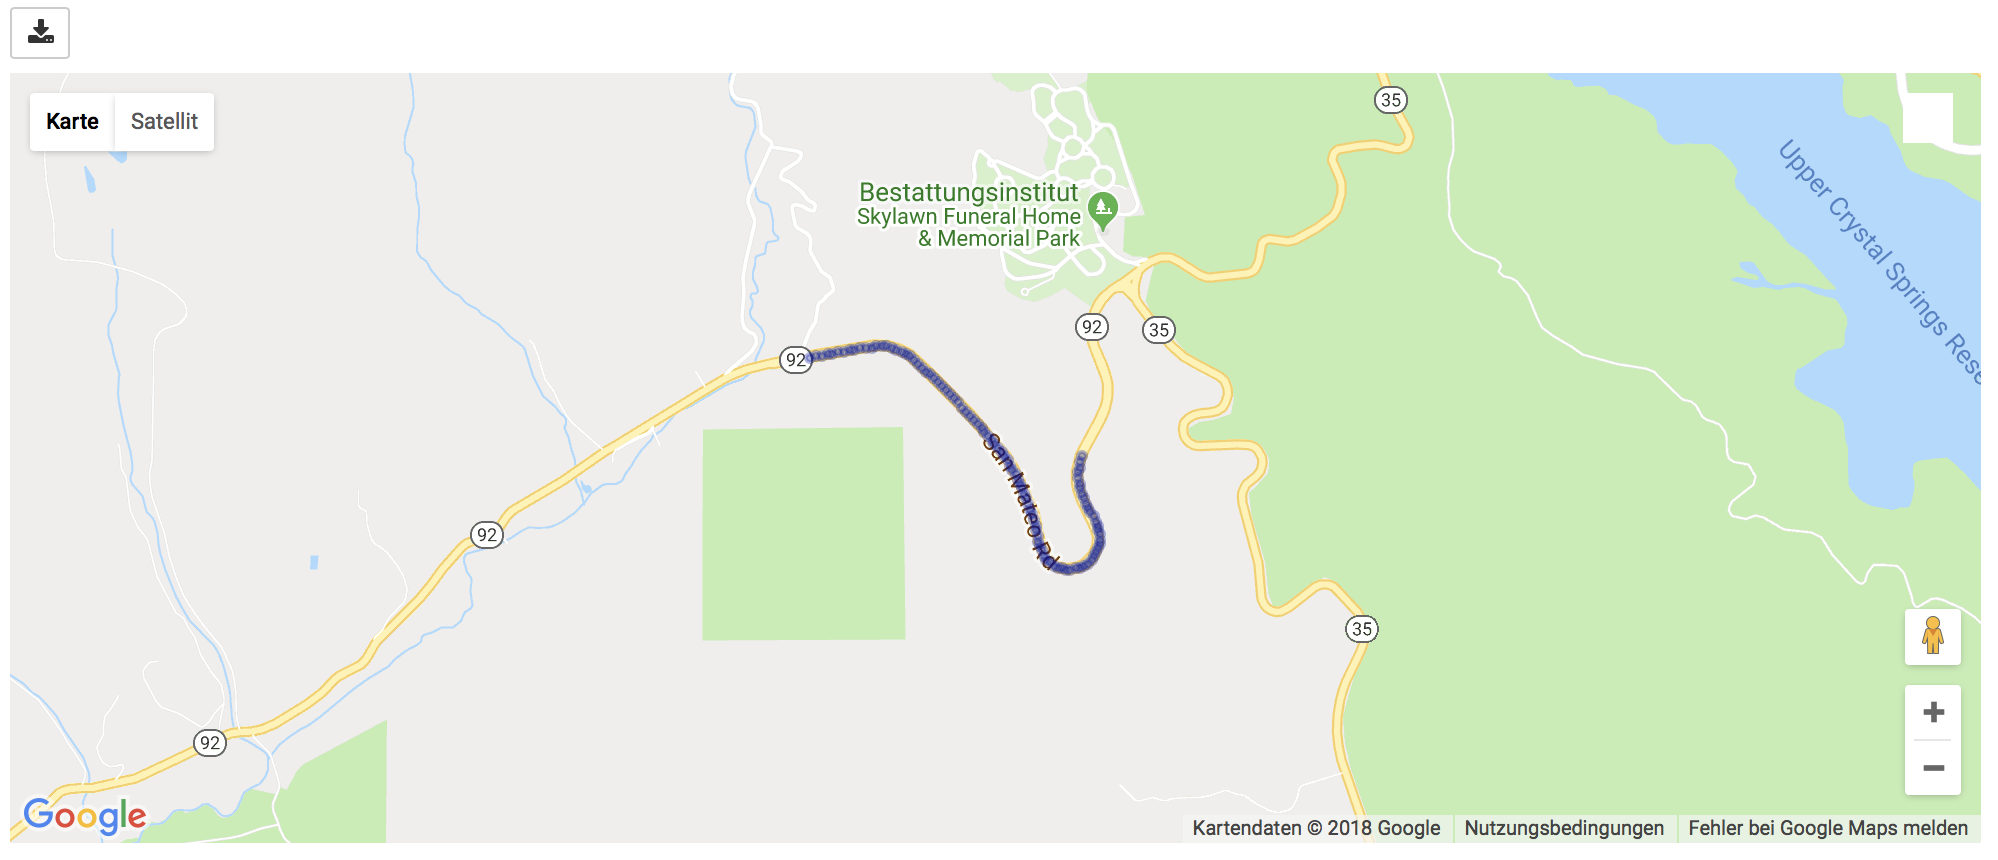 Karte
Satellit
35
Upper Crystal Springs Rese
Bestattungsinstitut
Skylawn Funeral Home
& Memorial Park
92
35
92
San Mateo Rd
92
35
92
Google
Kartendaten © 2018 Google
Nutzungsbedingungen
Fehler bei Google Maps melden